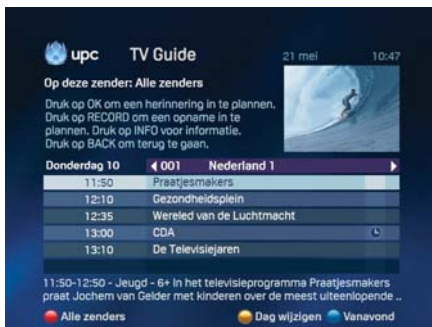 upc TV Guide 21 mei 10:47
Op deze zender: Alle zenders
Druk op OK om een herinnering in te plannen.
Druk op RECORD om een opname in te
plannen. Druk op INFO voor informatie.
Druk op BACK om terug te gaan.
Donderdag 10 001 Nederland 1
11:50 Praatjesmakers
12:10 Gezondheidsplein
12:35 Wereled van de Luchtmacht
13:00 CDA
13:10 De Televisiejaren
11:50-12:50 - Jeugd - 6+ In het televisieprogramma Praatjesmakers
praat Jochem van Gelder met kinderen over de meest uiteenlopende ..
Alle zenders Dag wijzigen Vanavond